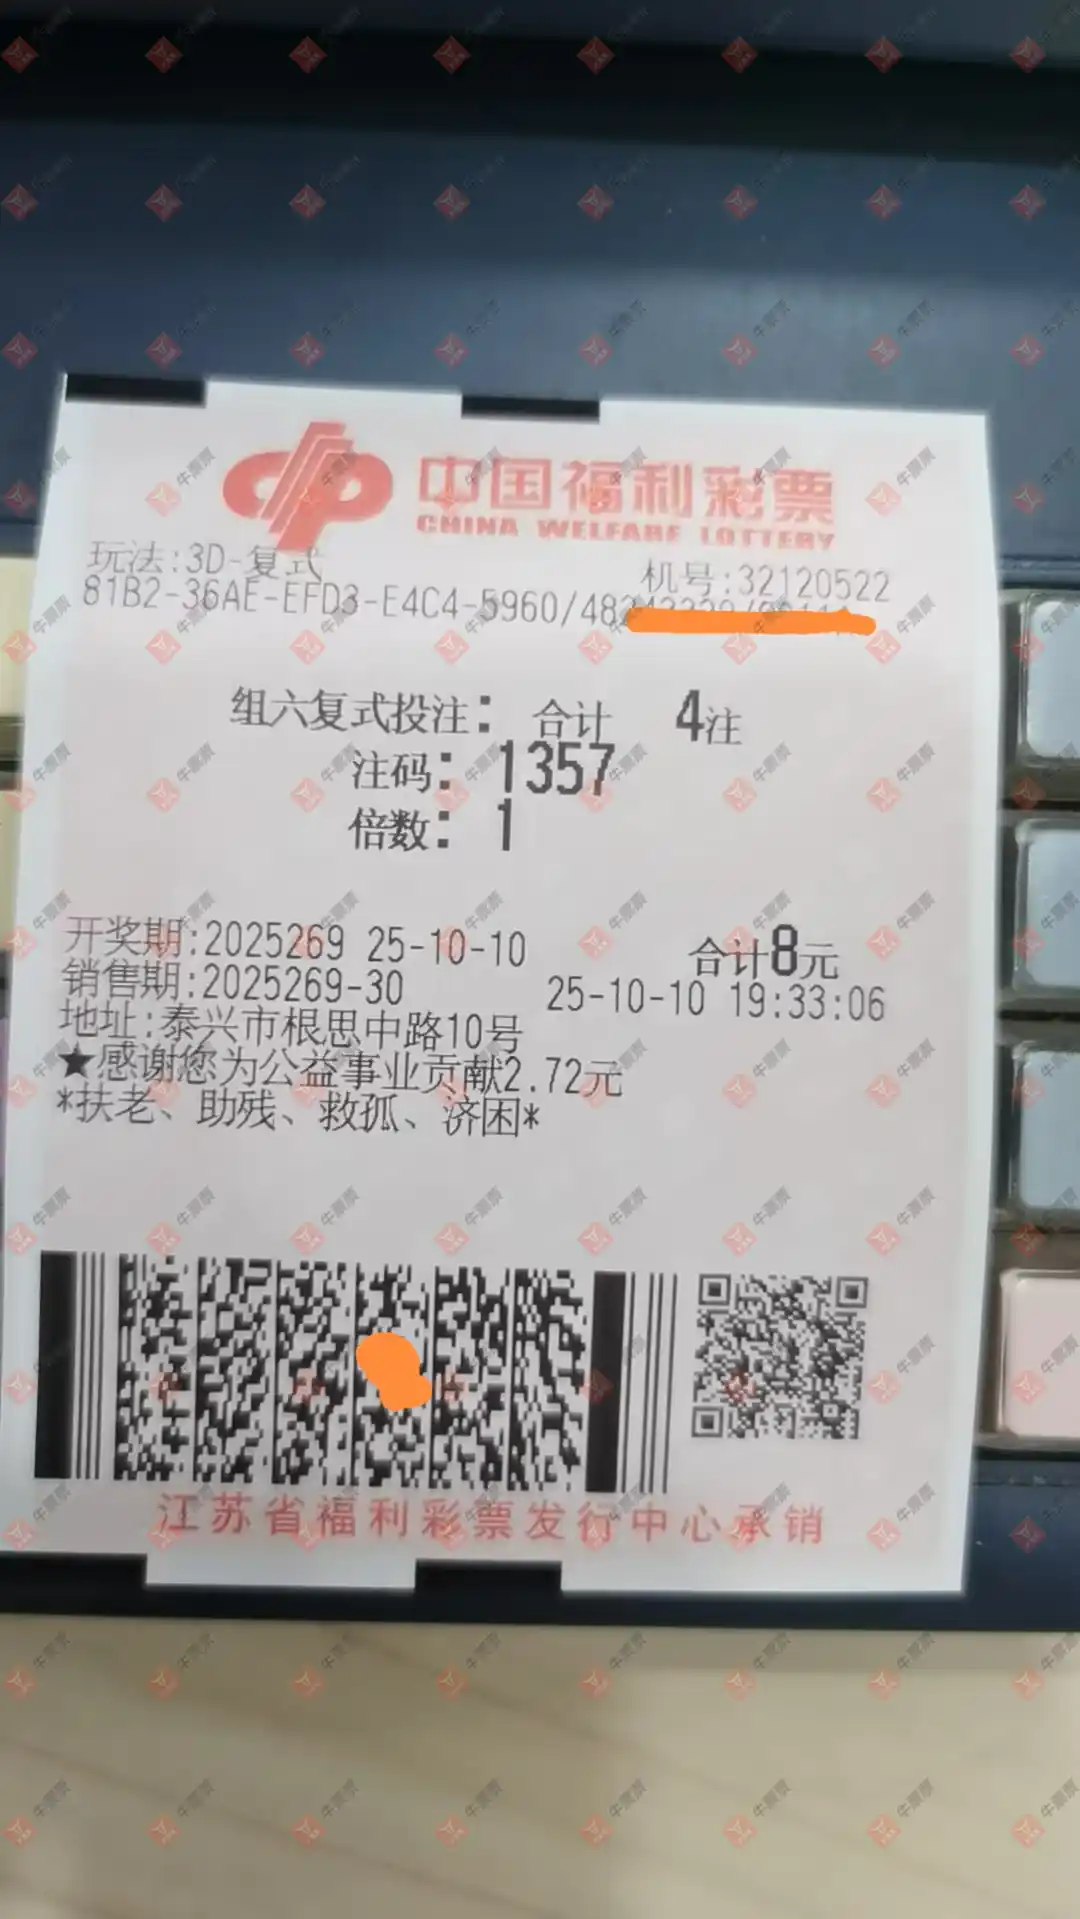 中国福利彩票
CHINA WELFARE LOTTERY
玩法:3D-复式
机号:32120522
81B2-36AE-EFD3-E4C4-5960/48
组六复式投注: 合计 4注
注码: 1357
倍数: 1
开奖期:2025269 25-10-10 合计8元
销售期:2025269-30 25-10-10 19:33:06
地址:泰兴市根思中路10号
★感谢您为公益事业贡献2.72元
*扶老、助残、救孤、济困*
江苏省福利彩票发行中心承销
牛票票